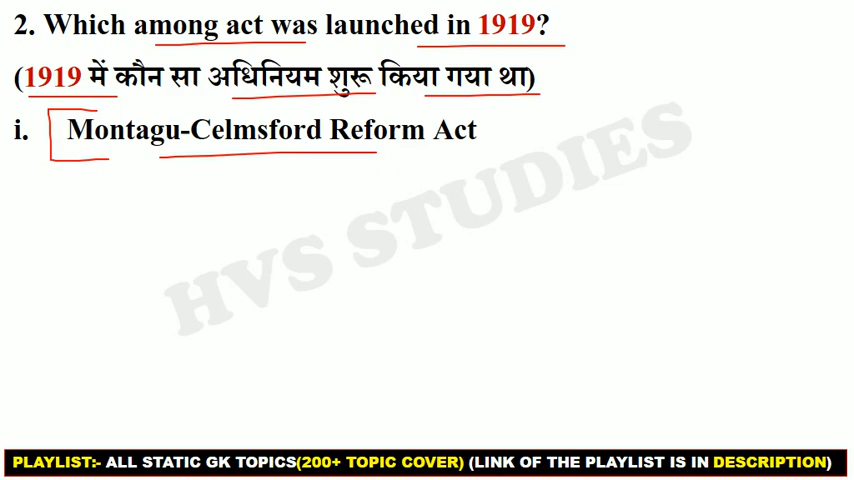 2. Which among act was launched in 1919?
(1919 में कौन सा अधिनियम शुरू किया गया था)
i. Montagu-Celmsford Reform Act
HVS STUDIES
PLAYLIST:- ALL STATIC GK TOPICS(200+ TOPIC COVER) (LINK OF THE PLAYLIST IS IN DESCRIPTION)